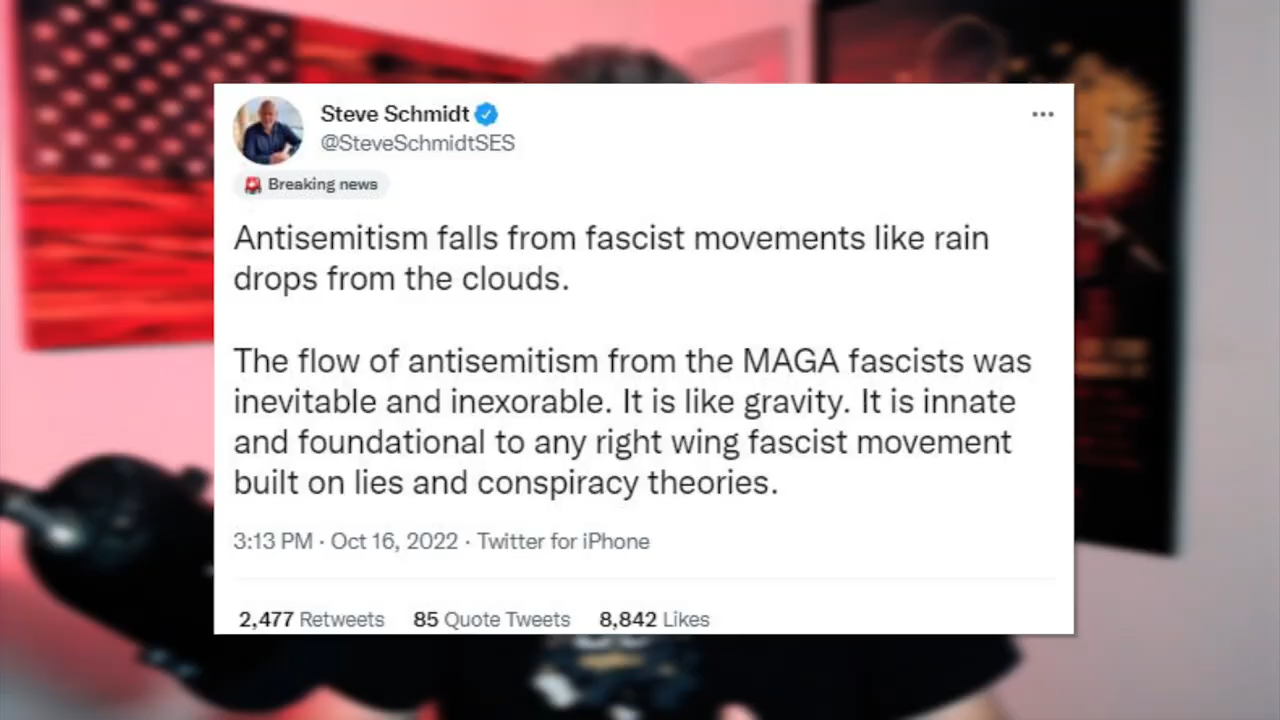 Steve Schmidt
@SteveSchmidtSES
Breaking news
Antisemitism falls from fascist movements like rain
drops from the clouds.
The flow of antisemitism from the MAGA fascists was
inevitable and inexorable. It is like gravity. It is innate
and foundational to any right wing fascist movement
built on lies and conspiracy theories.
3:13 PM · Oct 16, 2022 · Twitter for iPhone
2,477 Retweets 85 Quote Tweets 8,842 Likes